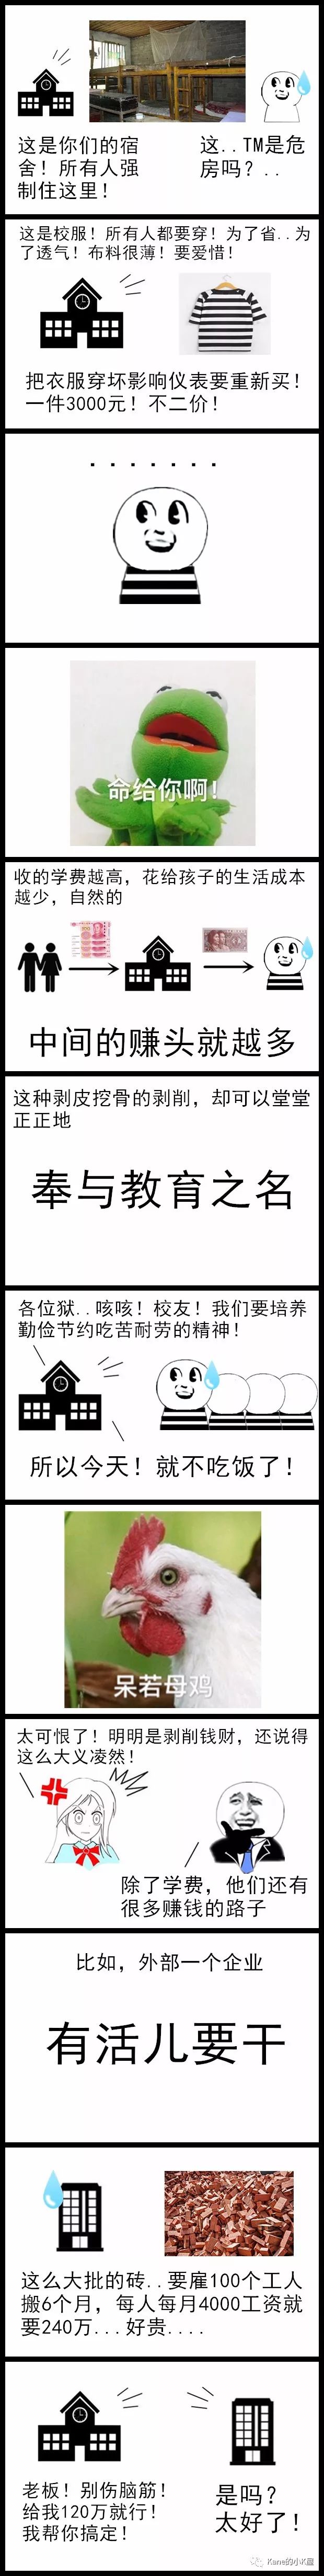 这是你们的宿
舍！所有人强
制住这里！
这..TM是危
房吗？..
这是校服！所有人都要穿！为了省..为
了透气！布料很薄！要爱惜！
把衣服穿坏影响仪表要重新买！
一件3000元！不二价！
.......
命给你啊！
收的学费越高，花给孩子的生活成本
越少，自然的
中间的赚头就越多
这种剥皮挖骨的剥削，却可以堂堂
正正地
奉与教育之名
各位狱..咳咳！校友！我们要培养
勤俭节约吃苦耐劳的精神！
所以今天！就不吃饭了！
呆若母鸡
太可恨了！明明是剥削钱财，还说得
这么大义凌然！
除了学费，他们还有
很多赚钱的路子
比如，外部一个企业
有活儿要干
这么大批的砖..要雇100个工人
搬6个月，每人每月4000工资就
要240万...好贵....
老板！别伤脑筋！
给我120万就行！
我帮你搞定！
是吗？
太好了！
Kane的小K屋